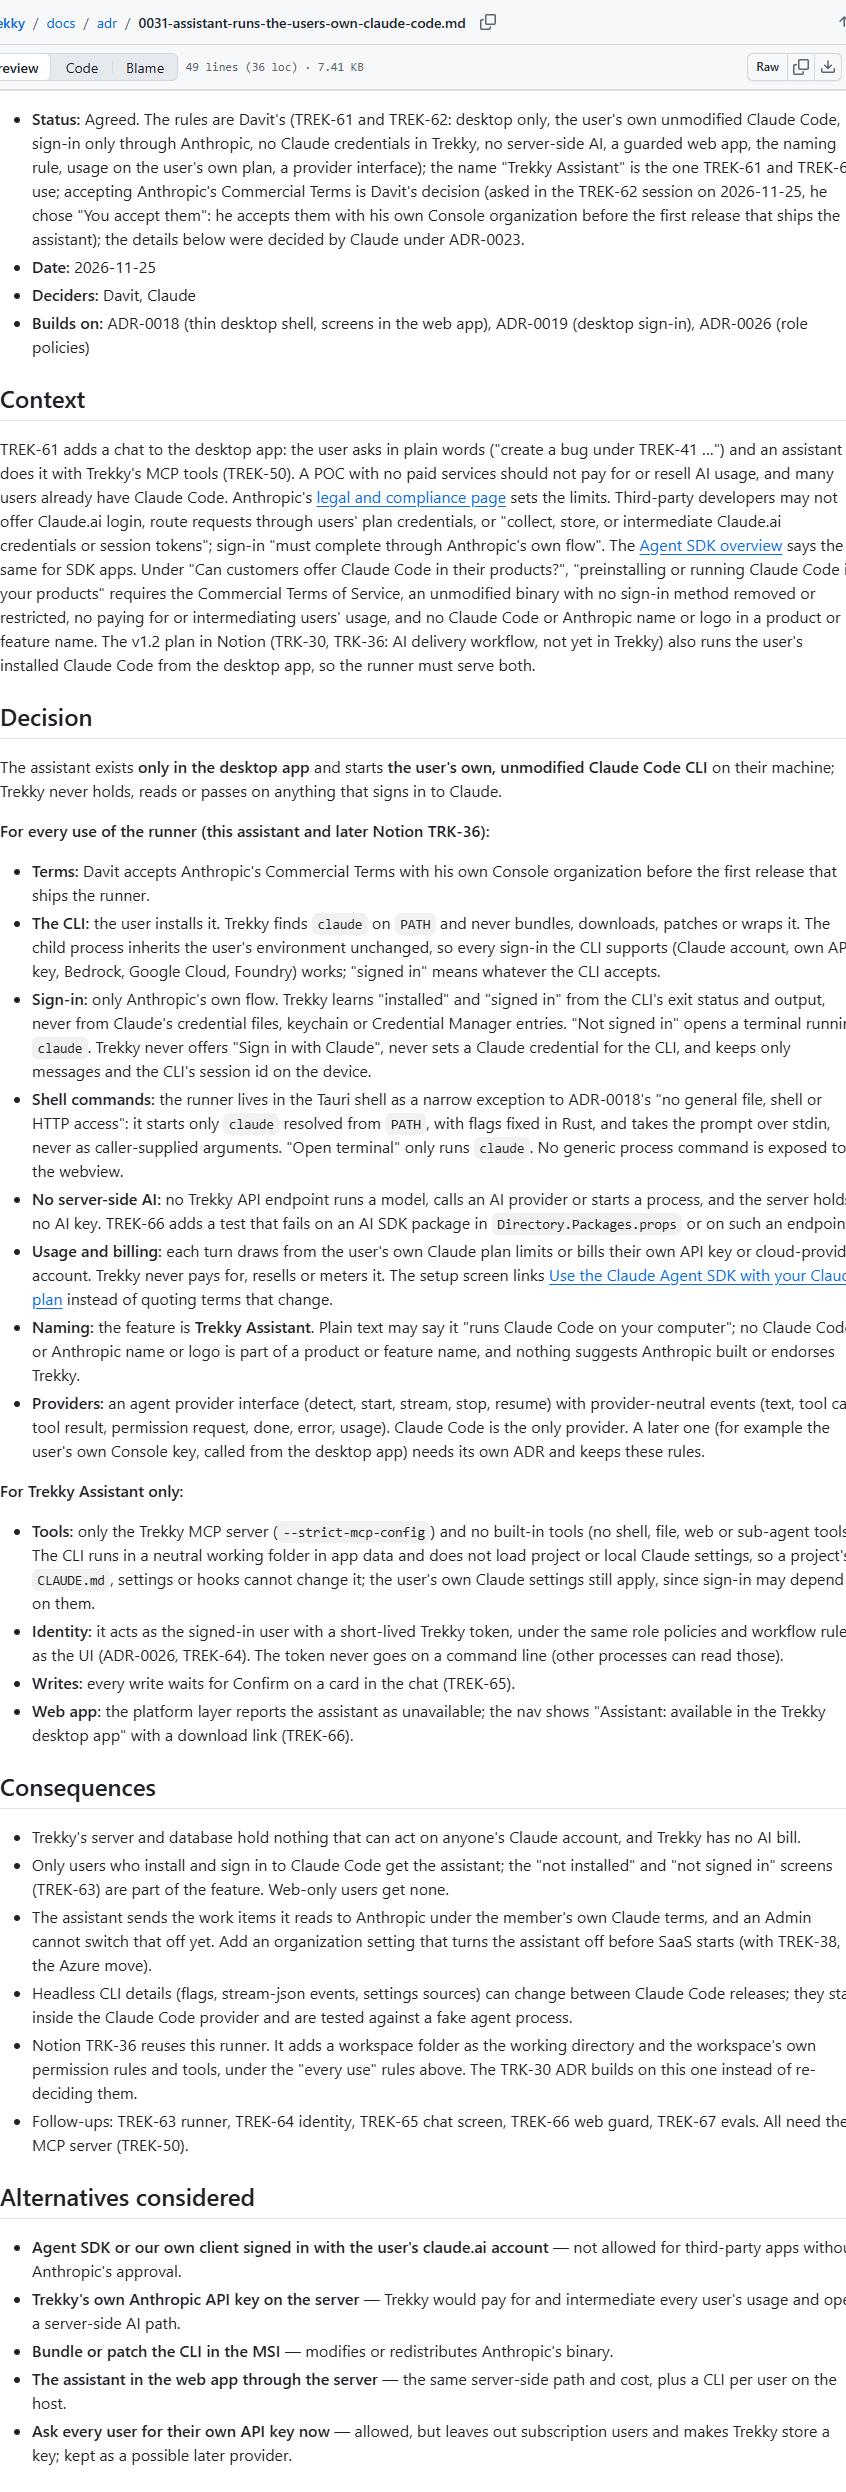 ekky / docs / adr / 0031-assistant-runs-the-users-own-claude-code.md
review Code Blame 49 lines (36 loc) · 7.41 KB Raw
• Status: Agreed. The rules are Davit's (TREK-61 and TREK-62: desktop only, the user's own unmodified Claude Code,
sign-in only through Anthropic, no Claude credentials in Trekky, no server-side AI, a guarded web app, the naming
rule, usage on the user's own plan, a provider interface); the name "Trekky Assistant" is the one TREK-61 and TREK-6
use; accepting Anthropic's Commercial Terms is Davit's decision (asked in the TREK-62 session on 2026-11-25, he
chose "You accept them": he accepts them with his own Console organization before the first release that ships the
assistant); the details below were decided by Claude under ADR-0023.
• Date: 2026-11-25
• Deciders: Davit, Claude
• Builds on: ADR-0018 (thin desktop shell, screens in the web app), ADR-0019 (desktop sign-in), ADR-0026 (role
policies)
Context
TREK-61 adds a chat to the desktop app: the user asks in plain words ("create a bug under TREK-41 ...") and an assistant
does it with Trekky's MCP tools (TREK-50). A POC with no paid services should not pay for or resell AI usage, and many
users already have Claude Code. Anthropic's legal and compliance page sets the limits. Third-party developers may not
offer Claude.ai login, route requests through users' plan credentials, or "collect, store, or intermediate Claude.ai
credentials or session tokens"; sign-in "must complete through Anthropic's own flow". The Agent SDK overview says the
same for SDK apps. Under "Can customers offer Claude Code in their products?", "preinstalling or running Claude Code i
your products" requires the Commercial Terms of Service, an unmodified binary with no sign-in method removed or
restricted, no paying for or intermediating users' usage, and no Claude Code or Anthropic name or logo in a product or
feature name. The v1.2 plan in Notion (TRK-30, TRK-36: AI delivery workflow, not yet in Trekky) also runs the user's
installed Claude Code from the desktop app, so the runner must serve both.
Decision
The assistant exists only in the desktop app and starts the user's own, unmodified Claude Code CLI on their machine;
Trekky never holds, reads or passes on anything that signs in to Claude.
For every use of the runner (this assistant and later Notion TRK-36):
• Terms: Davit accepts Anthropic's Commercial Terms with his own Console organization before the first release that
ships the runner.
• The CLI: the user installs it. Trekky finds claude on PATH and never bundles, downloads, patches or wraps it. The
child process inherits the user's environment unchanged, so every sign-in the CLI supports (Claude account, own AP
key, Bedrock, Google Cloud, Foundry) works; "signed in" means whatever the CLI accepts.
• Sign-in: only Anthropic's own flow. Trekky learns "installed" and "signed in" from the CLI's exit status and output,
never from Claude's credential files, keychain or Credential Manager entries. "Not signed in" opens a terminal runnin
claude. Trekky never offers "Sign in with Claude", never sets a Claude credential for the CLI, and keeps only
messages and the CLI's session id on the device.
• Shell commands: the runner lives in the Tauri shell as a narrow exception to ADR-0018's "no general file, shell or
HTTP access": it starts only claude resolved from PATH, with flags fixed in Rust, and takes the prompt over stdin,
never as caller-supplied arguments. "Open terminal" only runs claude. No generic process command is exposed to
the webview.
• No server-side AI: no Trekky API endpoint runs a model, calls an AI provider or starts a process, and the server hold
no AI key. TREK-66 adds a test that fails on an AI SDK package in Directory.Packages.props or on such an endpoin
• Usage and billing: each turn draws from the user's own Claude plan limits or bills their own API key or cloud-provid
account. Trekky never pays for, resells or meters it. The setup screen links Use the Claude Agent SDK with your Clau
plan instead of quoting terms that change.
• Naming: the feature is Trekky Assistant. Plain text may say it "runs Claude Code on your computer"; no Claude Cod
or Anthropic name or logo is part of a product or feature name, and nothing suggests Anthropic built or endorses
Trekky.
• Providers: an agent provider interface (detect, start, stream, stop, resume) with provider-neutral events (text, tool ca
tool result, permission request, done, error, usage). Claude Code is the only provider. A later one (for example the
user's own Console key, called from the desktop app) needs its own ADR and keeps these rules.
For Trekky Assistant only:
• Tools: only the Trekky MCP server (--strict-mcp-config) and no built-in tools (no shell, file, web or sub-agent tools
The CLI runs in a neutral working folder in app data and does not load project or local Claude settings, so a project's
CLAUDE.md, settings or hooks cannot change it; the user's own Claude settings still apply, since sign-in may depend
on them.
• Identity: it acts as the signed-in user with a short-lived Trekky token, under the same role policies and workflow rule
as the UI (ADR-0026, TREK-64). The token never goes on a command line (other processes can read those).
• Writes: every write waits for Confirm on a card in the chat (TREK-65).
• Web app: the platform layer reports the assistant as unavailable; the nav shows "Assistant: available in the Trekky
desktop app" with a download link (TREK-66).
Consequences
• Trekky's server and database hold nothing that can act on anyone's Claude account, and Trekky has no AI bill.
• Only users who install and sign in to Claude Code get the assistant; the "not installed" and "not signed in" screens
(TREK-63) are part of the feature. Web-only users get none.
• The assistant sends the work items it reads to Anthropic under the member's own Claude terms, and an Admin
cannot switch that off yet. Add an organization setting that turns the assistant off before SaaS starts (with TREK-38,
the Azure move).
• Headless CLI details (flags, stream-json events, settings sources) can change between Claude Code releases; they sta
inside the Claude Code provider and are tested against a fake agent process.
• Notion TRK-36 reuses this runner. It adds a workspace folder as the working directory and the workspace's own
permission rules and tools, under the "every use" rules above. The TRK-30 ADR builds on this one instead of re-
deciding them.
• Follow-ups: TREK-63 runner, TREK-64 identity, TREK-65 chat screen, TREK-66 web guard, TREK-67 evals. All need the
MCP server (TREK-50).
Alternatives considered
• Agent SDK or our own client signed in with the user's claude.ai account — not allowed for third-party apps withou
Anthropic's approval.
• Trekky's own Anthropic API key on the server — Trekky would pay for and intermediate every user's usage and ope
a server-side AI path.
• Bundle or patch the CLI in the MSI — modifies or redistributes Anthropic's binary.
• The assistant in the web app through the server — the same server-side path and cost, plus a CLI per user on the
host.
• Ask every user for their own API key now — allowed, but leaves out subscription users and makes Trekky store a
key; kept as a possible later provider.